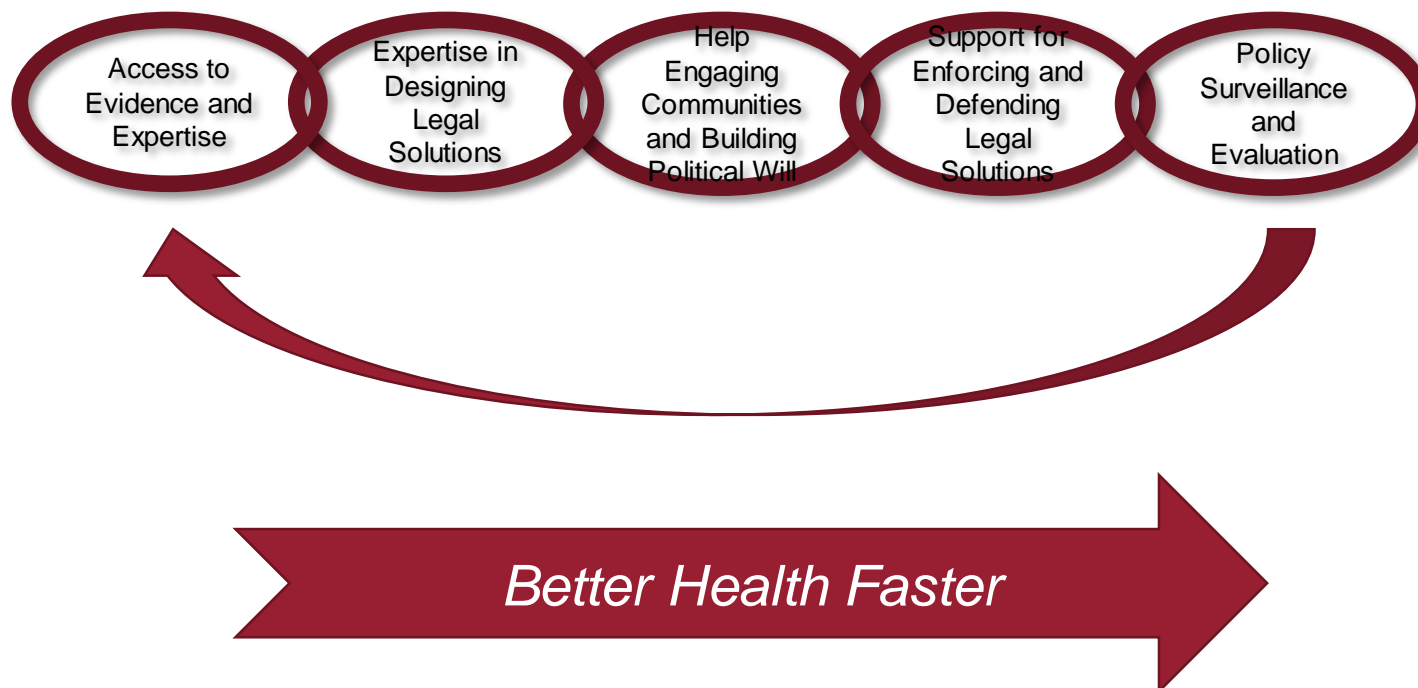 Access to
Evidence and
Expertise
Expertise in
Designing
Legal
Solutions
Help
Engaging
Communities
and Building
Political Will
Support for
Enforcing and
Defending
Legal
Solutions
Policy
Surveillance
and
Evaluation
Better Health Faster